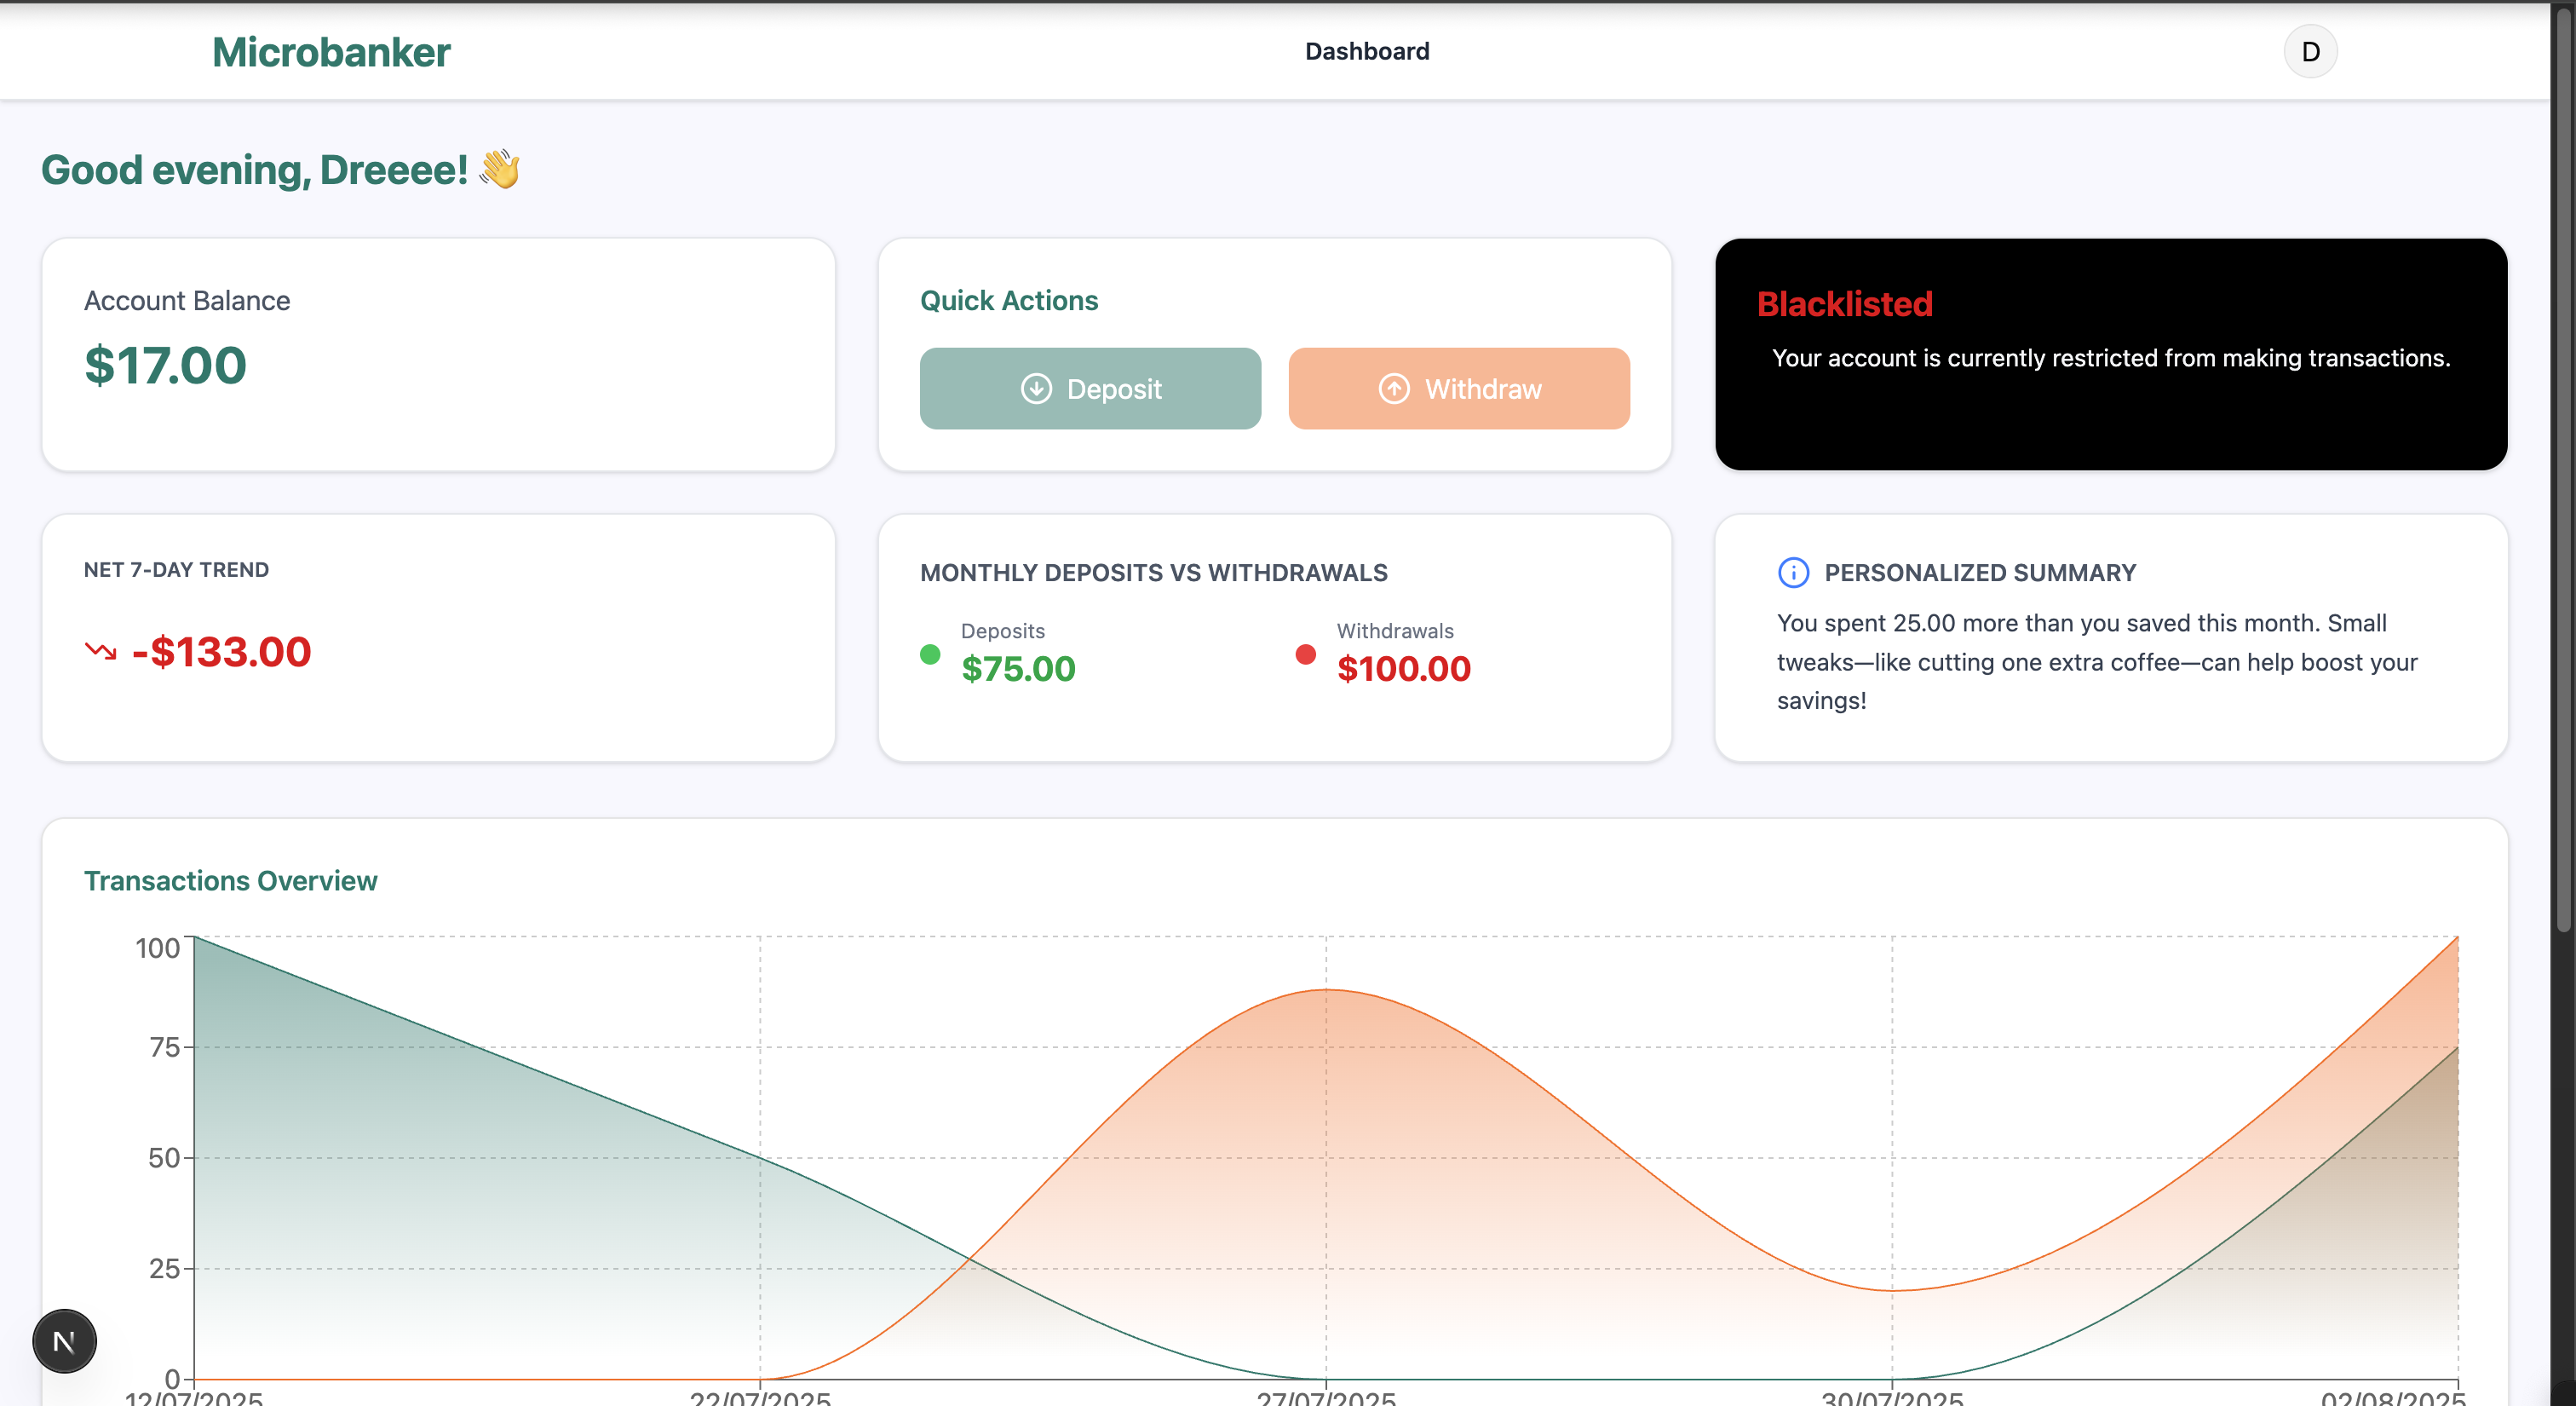 Microbanker
Dashboard
D
Good evening, Dreeee! 👋
Account Balance
$17.00
Quick Actions
Deposit
Withdraw
Blacklisted
Your account is currently restricted from making transactions.
NET 7-DAY TREND
-$133.00
MONTHLY DEPOSITS VS WITHDRAWALS
Deposits
$75.00
Withdrawals
$100.00
PERSONALIZED SUMMARY
You spent 25.00 more than you saved this month. Small
tweaks—like cutting one extra coffee—can help boost your
savings!
Transactions Overview
100
75
50
25
0
12/07/2025
22/07/2025
27/07/2025
30/07/2025
02/08/2025
N